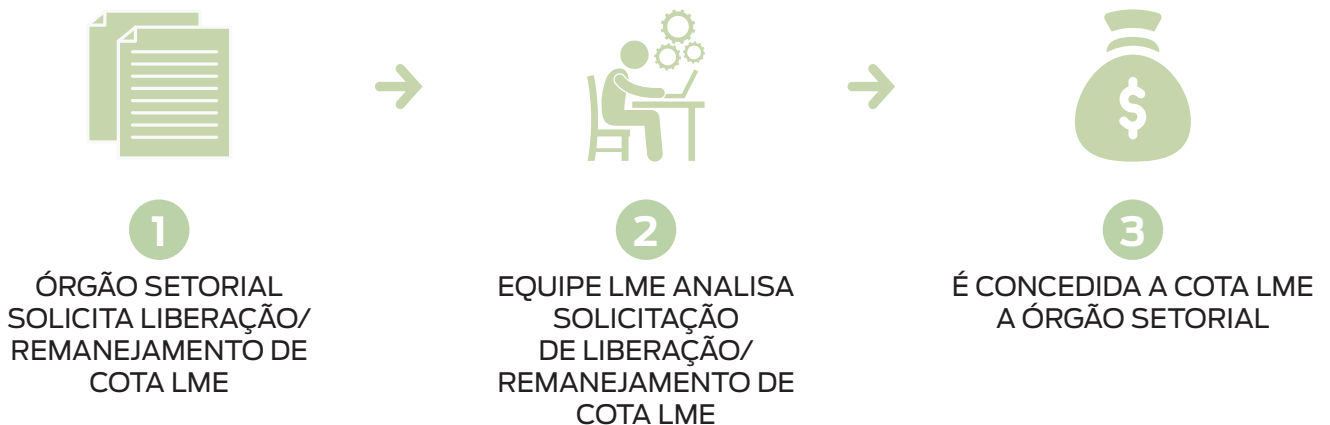 $
1
ÓRGÃO SETORIAL
SOLICITA LIBERAÇÃO/
REMANEJAMENTO DE
COTA LME
2
EQUIPE LME ANALISA
SOLICITAÇÃO
DE LIBERAÇÃO/
REMANEJAMENTO DE
COTA LME
3
É CONCEDIDA A COTA LME
A ÓRGÃO SETORIAL